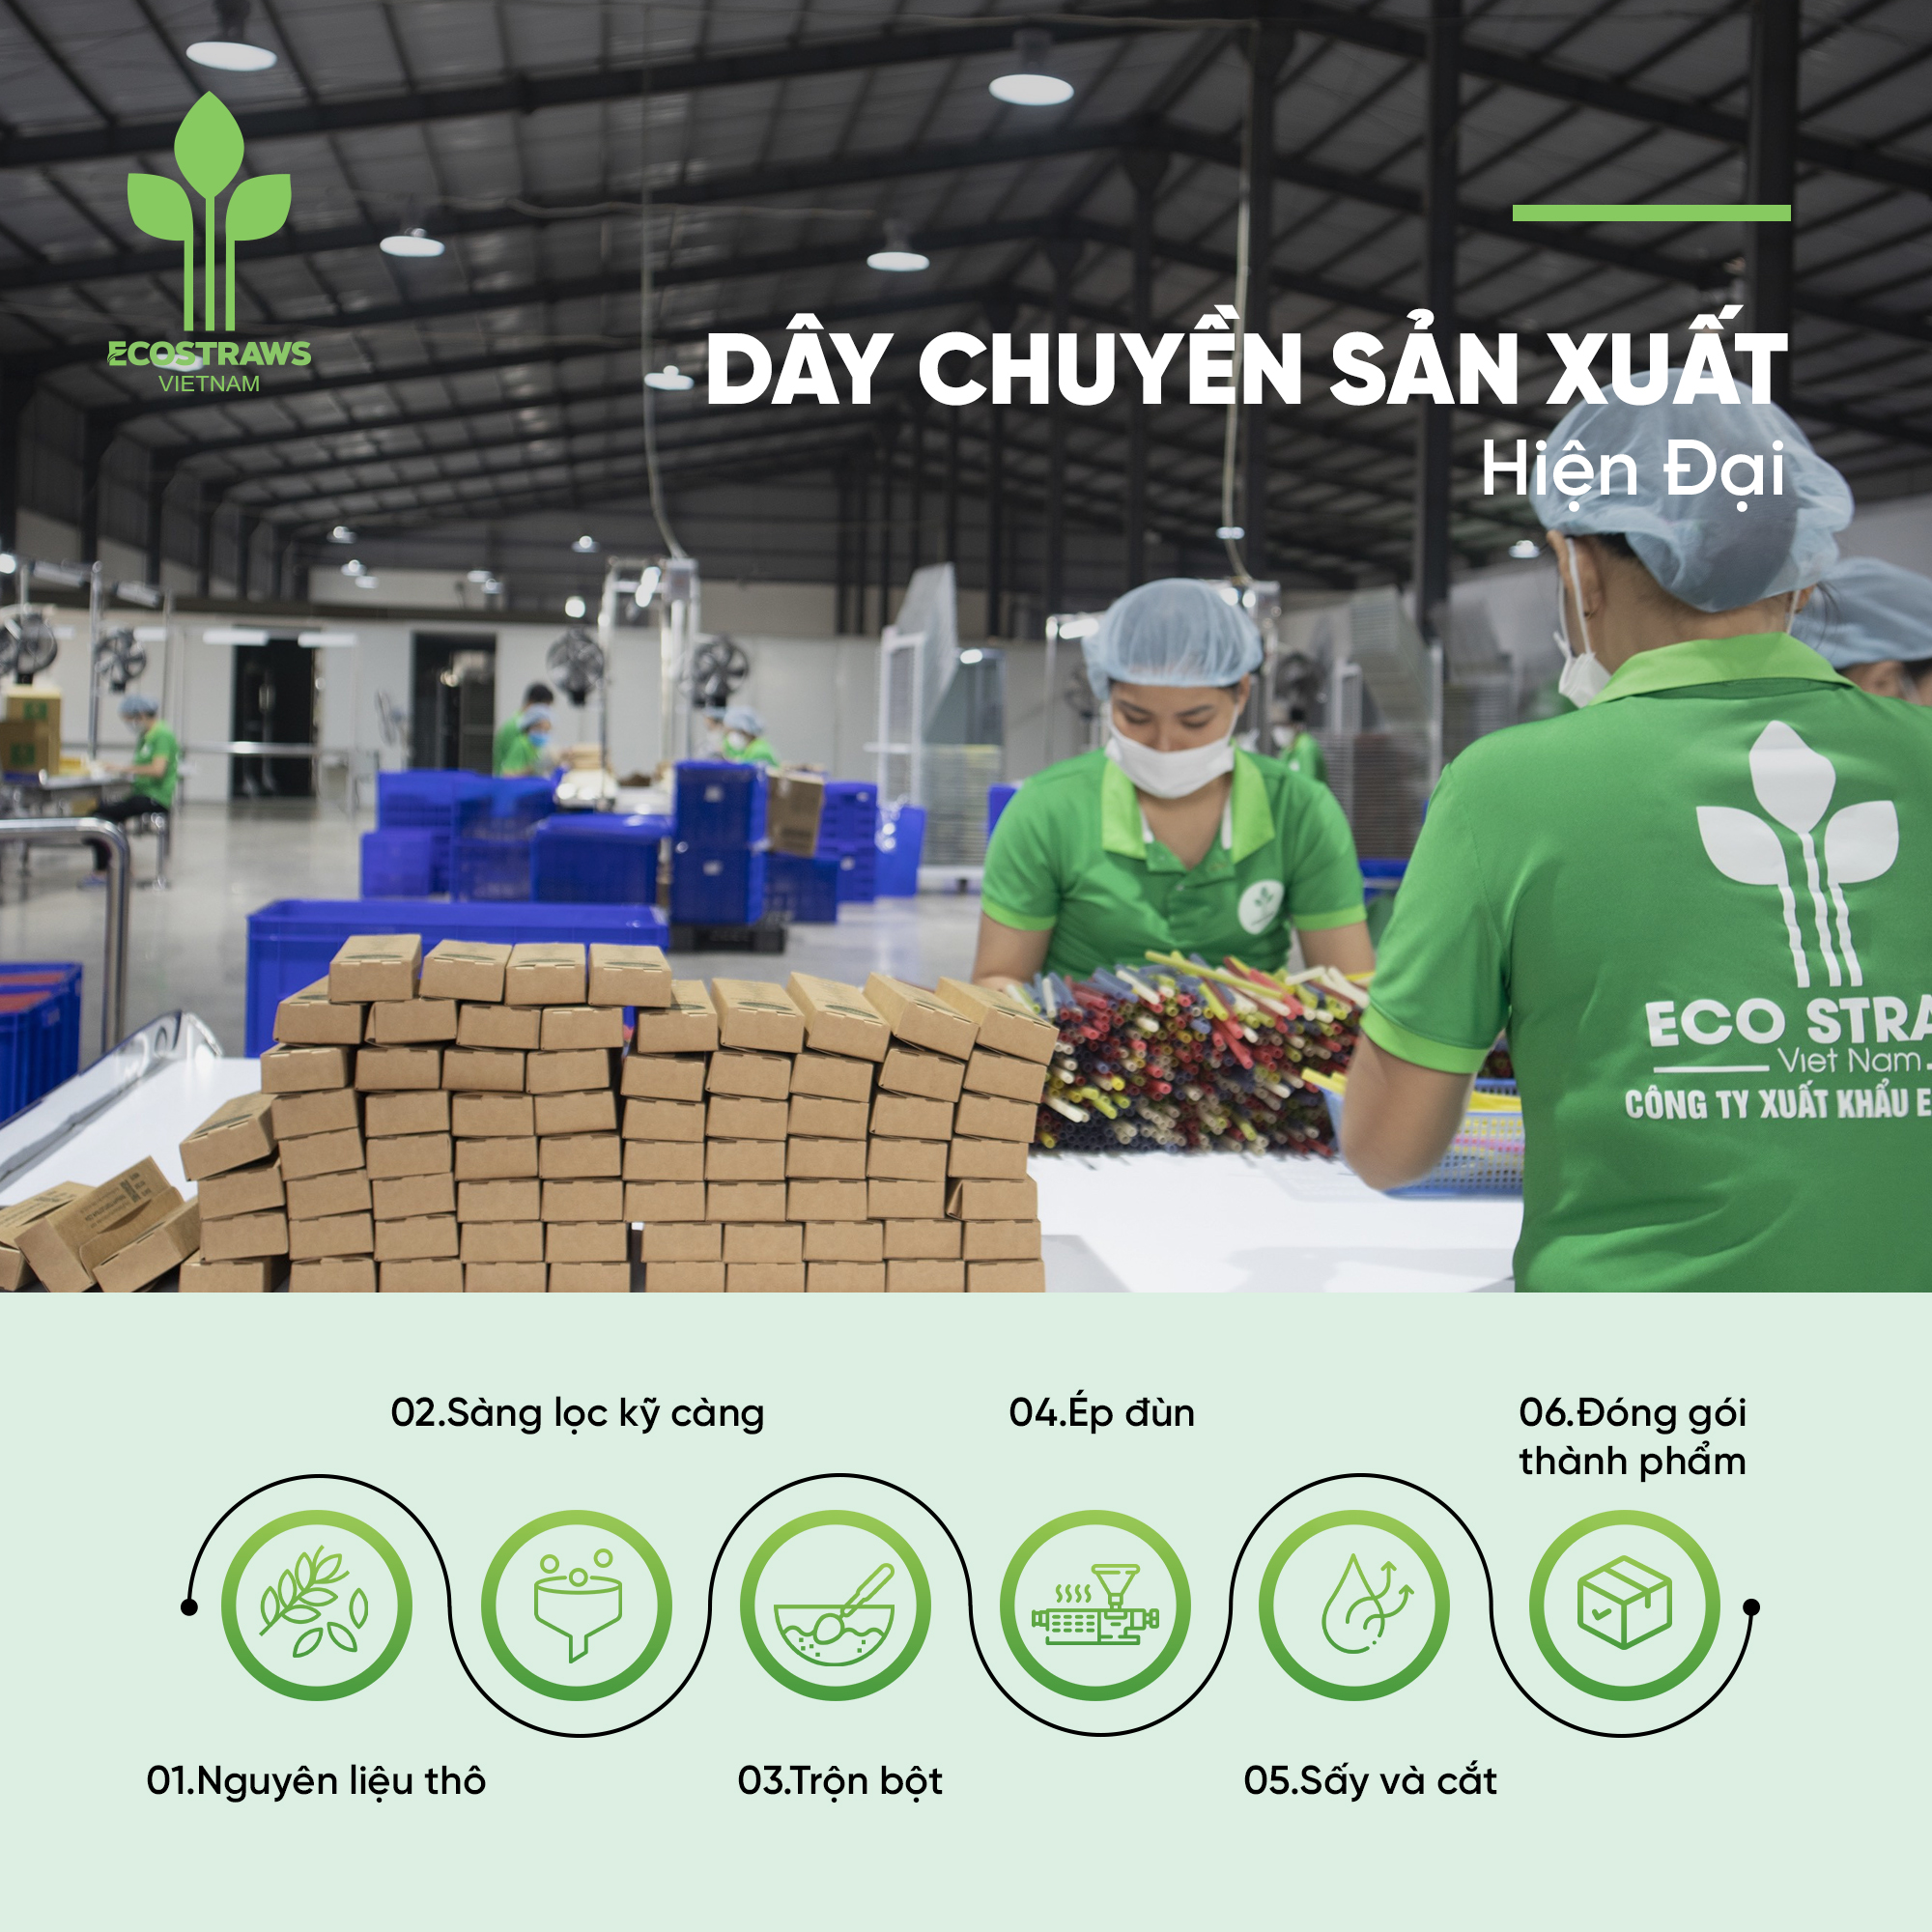 ECOSTRAWS
VIETNAM
DÂY CHUYỀN SẢN XUẤT
Hiện Đại
ECO STRA
Viet Nam
CÔNG TY XUẤT KHẨU E
02.Sàng lọc kỹ càng
04.Ép đùn
06.Đóng gói
thành phẩm
01.Nguyên liệu thô
03.Trộn bột
05.Sấy và cắt